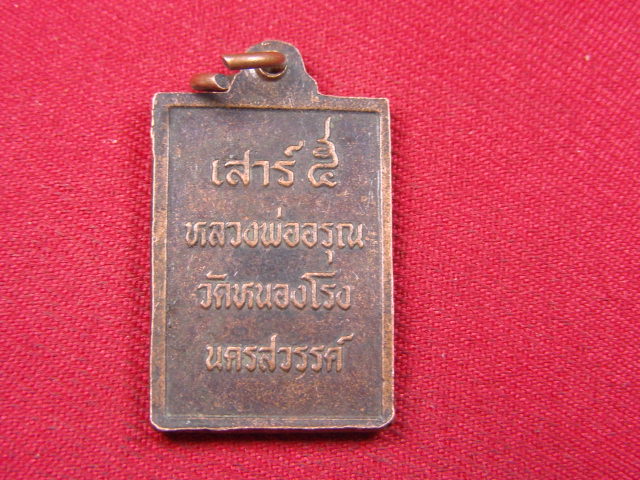 เสาร์ ๕
หลวงพ่ออรุณ
วัดหนองโรง
นครสวรรค์